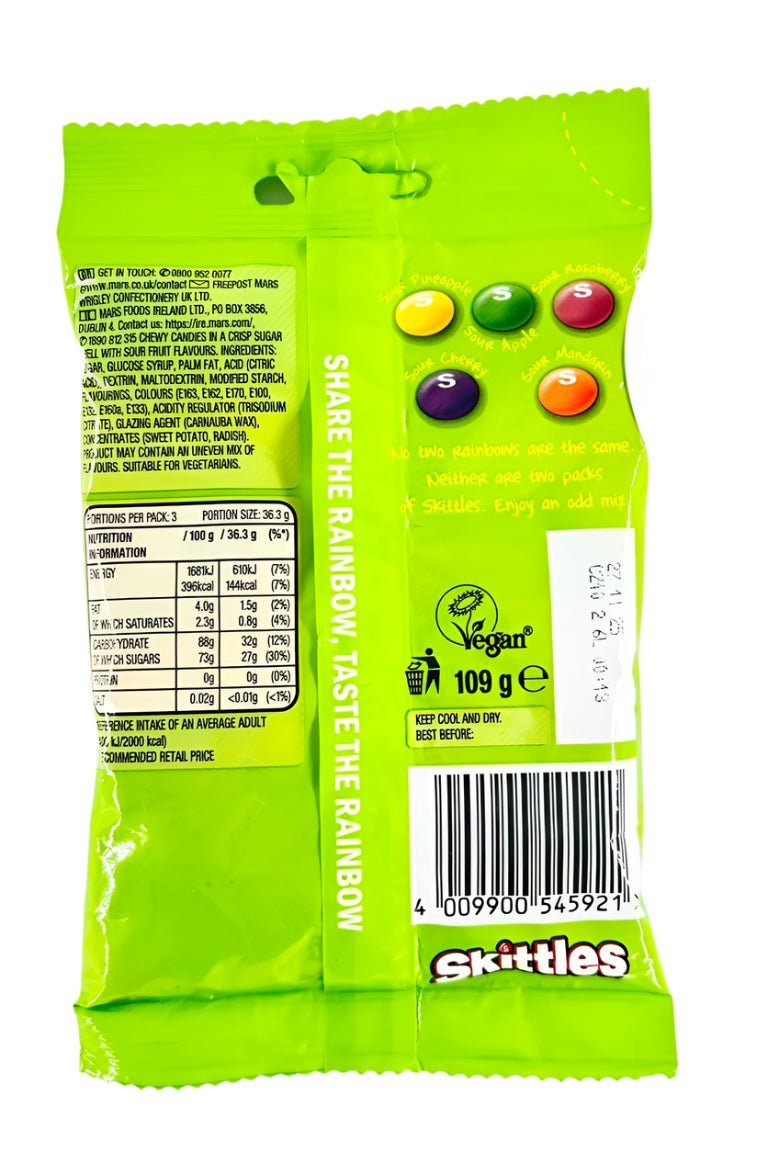 GB GET IN TOUCH: ✆ 0800 952 0077
www.mars.co.uk/contact FREEPOST MARS
WRIGLEY CONFECTIONERY UK LTD.
MARS FOODS IRELAND LTD., PO BOX 3856,
DUBLIN 4. Contact us: https://ire.mars.com/,
✆ 1890 812 315 CHEWY CANDIES IN A CRISP SUGAR
SHELL WITH SOUR FRUIT FLAVOURS. INGREDIENTS:
SUGAR, GLUCOSE SYRUP, PALM FAT, ACID (CITRIC
ACID), DEXTRIN, MALTODEXTRIN, MODIFIED STARCH,
FLAVOURINGS, COLOURS (E163, E162, E170, E100,
E160a, E133), ACIDITY REGULATOR (TRISODIUM
CITRATE), GLAZING AGENT (CARNAUBA WAX),
CONCENTRATES (SWEET POTATO, RADISH).
PRODUCT MAY CONTAIN AN UNEVEN MIX OF
FLAVOURS. SUITABLE FOR VEGETARIANS.
PORTIONS PER PACK: 3 PORTION SIZE: 36.3 g
NUTRITION / 100 g / 36.3 g (%*)
INFORMATION
ENERGY 1681kJ 610kJ (7%)
396kcal 144kcal (7%)
FAT 4.0g 1.5g (2%)
OF WHICH SATURATES 2.3g 0.8g (4%)
CARBOHYDRATE 88g 32g (12%)
OF WHICH SUGARS 73g 27g (30%)
PROTEIN 0g 0g (0%)
SALT 0.02g <0.01g (<1%)
REFERENCE INTAKE OF AN AVERAGE ADULT
kJ/2000 kcal)
RECOMMENDED RETAIL PRICE
SHARE THE RAINBOW, TASTE THE RAINBOW
Sour Pineapple
Sour Apple
Sour Raspberry
Sour Cherry
Sour Mandarin
S
S
S
S
S
No two rainbows are the same.
Neither are two packs
of Skittles. Enjoy an odd mix
Vegan®
109 g e
KEEP COOL AND DRY.
BEST BEFORE:
27 11 25
00:43
4 009900 545921 >
Skittles